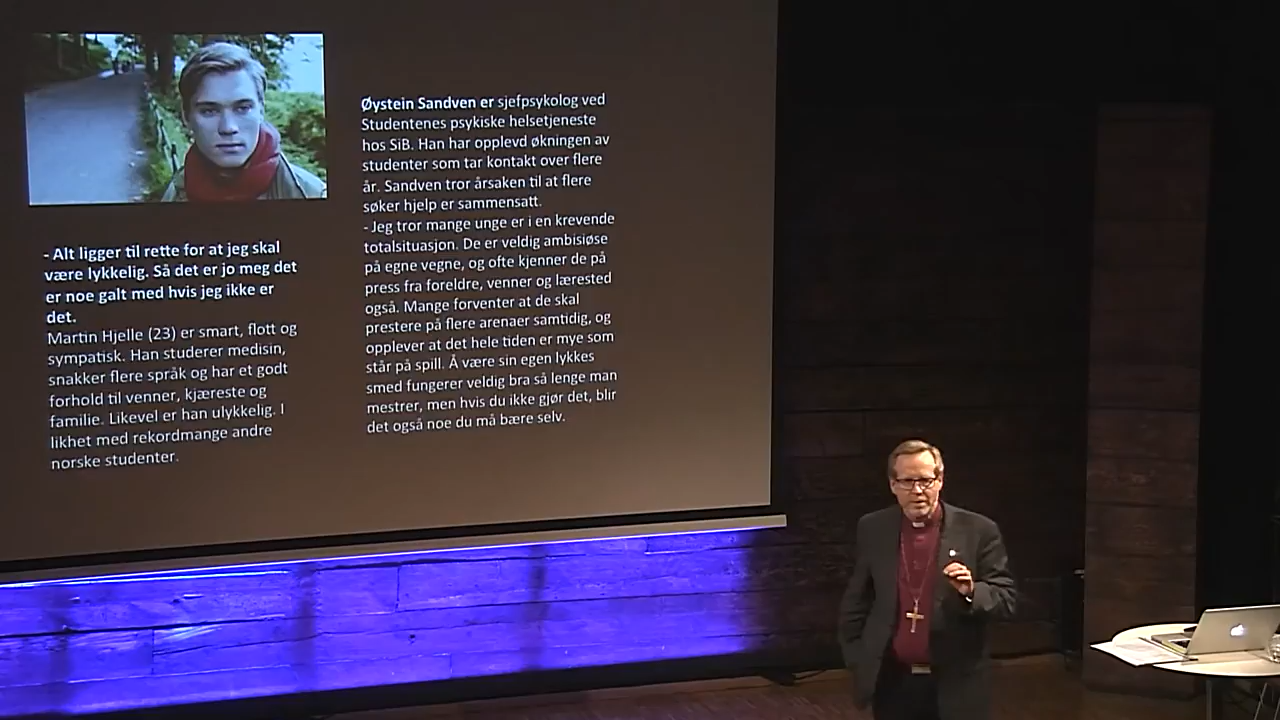 - Alt ligger til rette for at jeg skal
være lykkelig. Så det er jo meg det
er noe galt med hvis jeg ikke er
det.
Martin Hjelle (23) er smart, flott og
sympatisk. Han studerer medisin,
snakker flere språk og har et godt
forhold til venner, kjæreste og
familie. Likevel er han ulykkelig. I
likhet med rekordmange andre
norske studenter.
Øystein Sandven er sjefpsykolog ved
Studentenes psykiske helsetjeneste
hos SiB. Han har opplevd økningen av
studenter som tar kontakt over flere
år. Sandven tror årsaken til at flere
søker hjelp er sammensatt.
- Jeg tror mange unge er i en krevende
totalsituasjon. De er veldig ambisiøse
på egne vegne, og ofte kjenner de på
press fra foreldre, venner og lærested
også. Mange forventer at de skal
prestere på flere arenaer samtidig, og
opplever at det hele tiden er mye som
står på spill. Å være sin egen lykkes
smed fungerer veldig bra så lenge man
mestrer, men hvis du ikke gjør det, blir
det også noe du må bære selv.